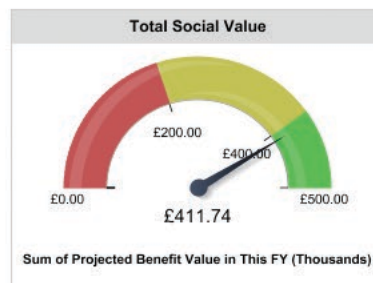 Total Social Value
£200.00
£400.00
£0.00
£500.00
£411.74
Sum of Projected Benefit Value in This FY (Thousands)